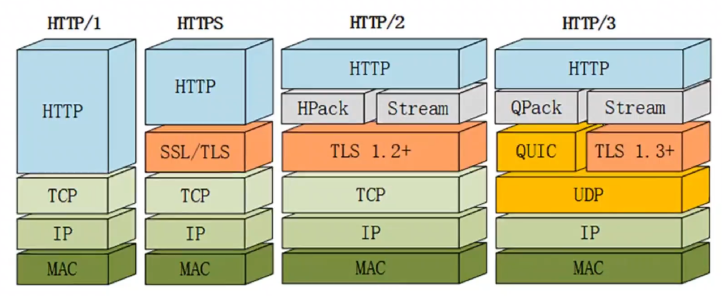 HTTP/1 HTTPS HTTP/2 HTTP/3
HTTP HTTP HTTP HTTP
HPack Stream QPack Stream
SSL/TLS TLS 1.2+ QUIC TLS 1.3+
TCP TCP TCP UDP
IP IP IP IP
MAC MAC MAC MAC